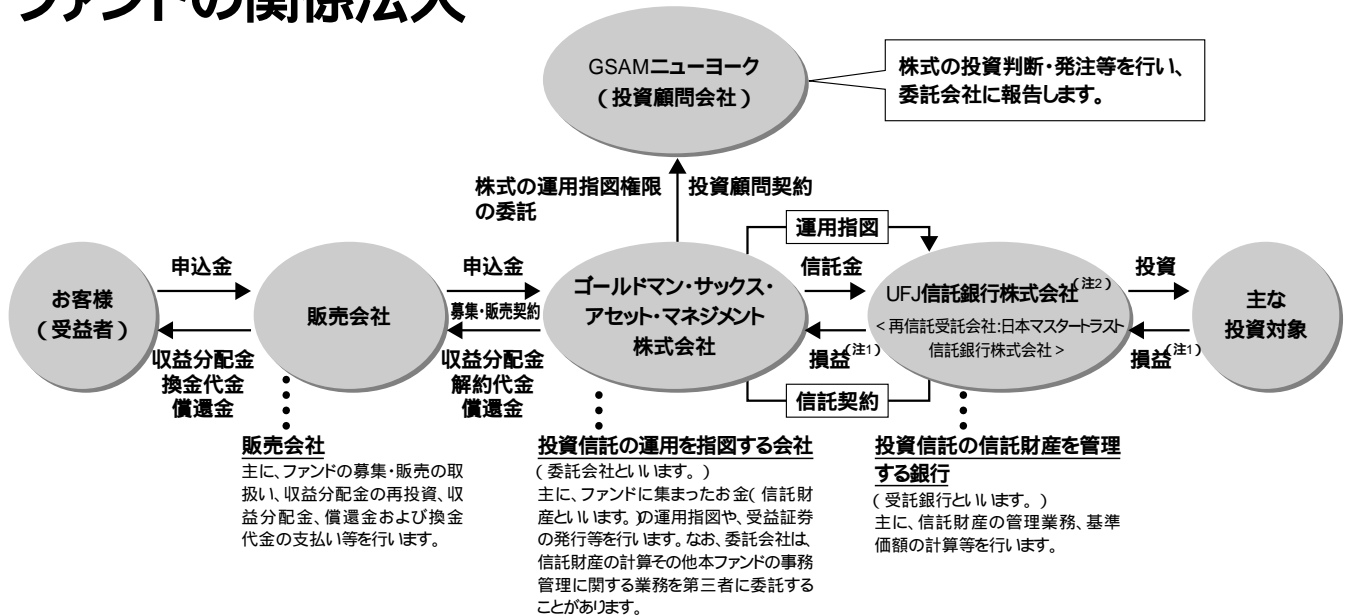 ファンドの関係法人
GSAMニューヨーク
(投資顧問会社)
株式の投資判断・発注等を行い、
委託会社に報告します。
株式の運用指図権限
の委託
投資顧問契約
運用指図
お客様
(受益者)
申込金
収益分配金
換金代金
償還金
販売会社
申込金
募集・販売契約
収益分配金
解約代金
償還金
ゴールドマン・サックス・
アセット・マネジメント
株式会社
信託金
損益(注1)
信託契約
UFJ信託銀行株式会社(注2)
<再信託受託会社:日本マスタートラスト
信託銀行株式会社>
投資
損益(注1)
主な
投資対象
販売会社
主に、ファンドの募集・販売の取
扱い、収益分配金の再投資、収
益分配金、償還金および換金
代金の支払い等を行います。
投資信託の運用を指図する会社
(委託会社といいます。)
主に、ファンドに集まったお金(信託財
産といいます。)の運用指図や、受益証券
の発行等を行います。なお、委託会社は、
信託財産の計算その他本ファンドの事務
管理に関する業務を第三者に委託する
ことがあります。
投資信託の信託財産を管理
する銀行
(受託銀行といいます。)
主に、信託財産の管理業務、基準
価額の計算等を行います。